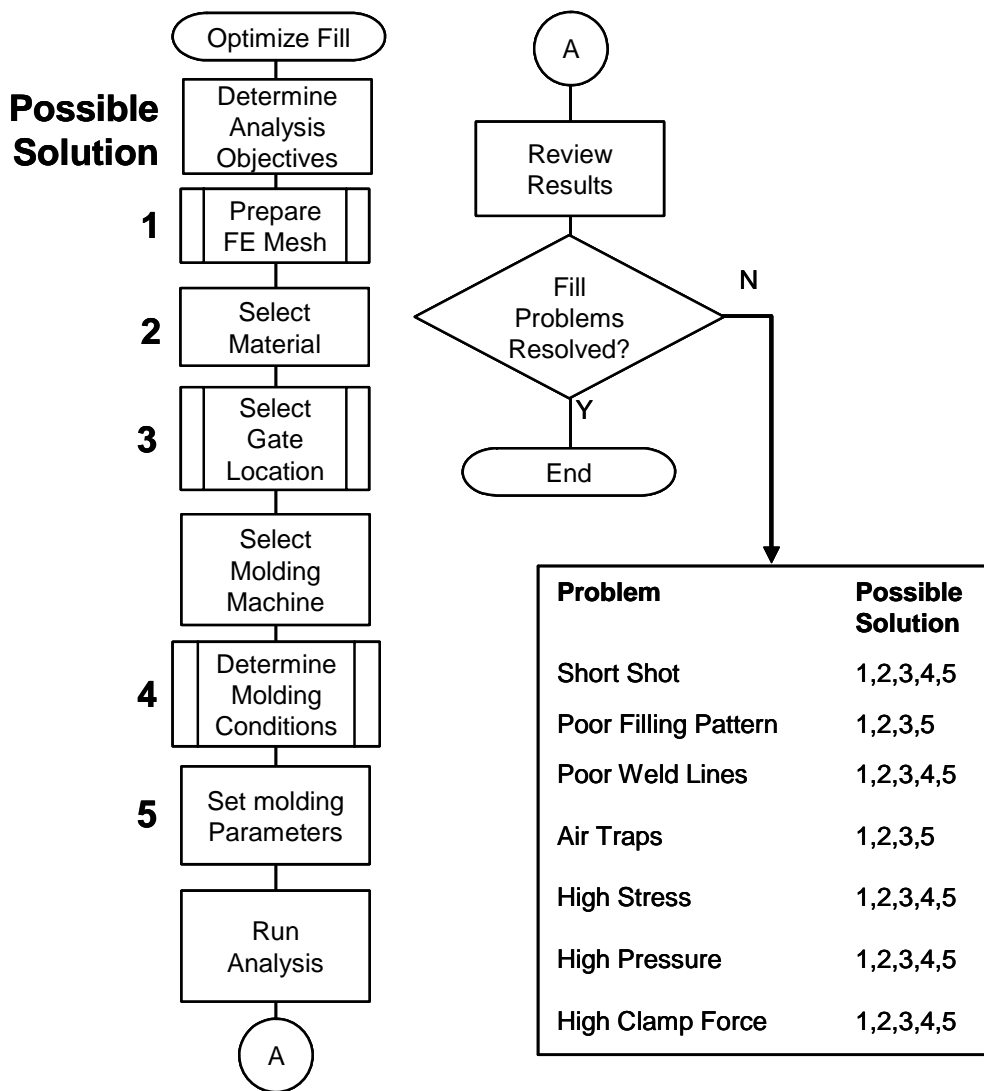 Optimize Fill
Possible
Solution
Determine
Analysis
Objectives
1
Prepare
FE Mesh
2
Select
Material
3
Select
Gate
Location
Select
Molding
Machine
4
Determine
Molding
Conditions
5
Set molding
Parameters
Run
Analysis
A
A
Review
Results
Fill
Problems
Resolved?
N
Y
End
Problem Possible
Solution
Short Shot 1,2,3,4,5
Poor Filling Pattern 1,2,3,5
Poor Weld Lines 1,2,3,4,5
Air Traps 1,2,3,5
High Stress 1,2,3,4,5
High Pressure 1,2,3,4,5
High Clamp Force 1,2,3,4,5